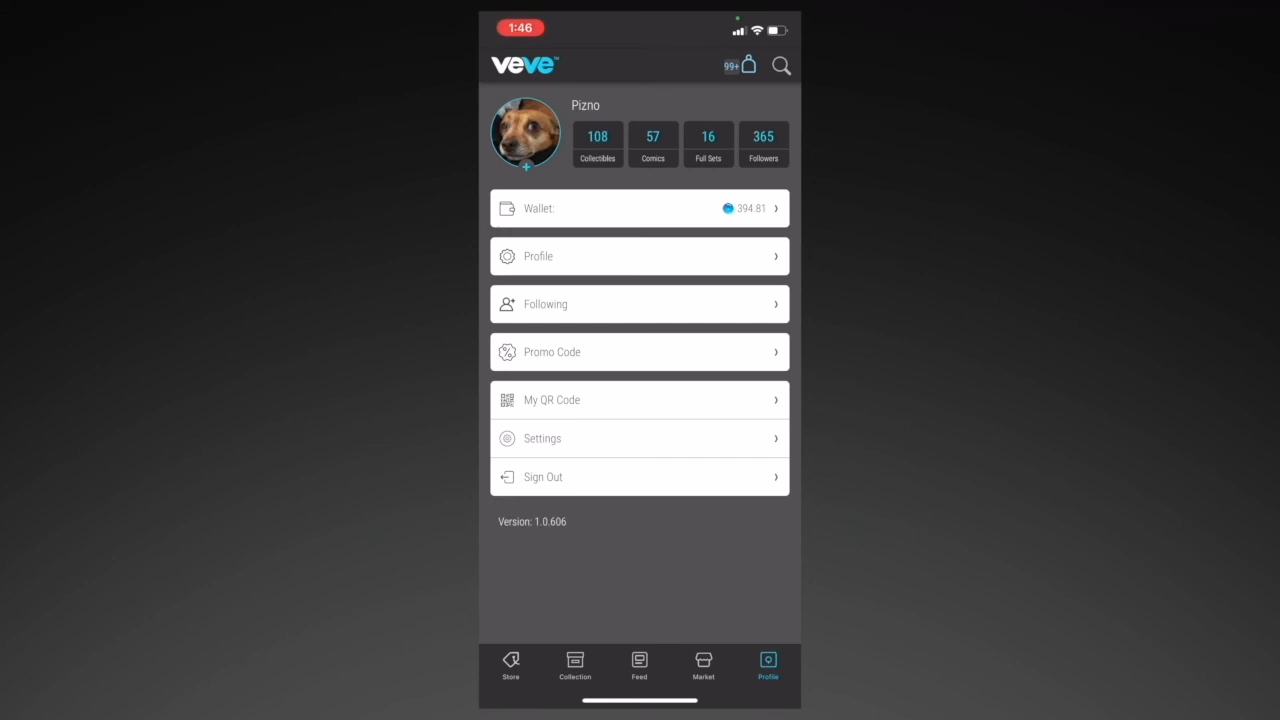 1:46
veve™
99+
Pizno
108 57 16 365
Collectibles Comics Full Sets Followers
Wallet: 394.81
Profile
Following
Promo Code
My QR Code
Settings
Sign Out
Version: 1.0.606
Store Collection Feed Market Profile